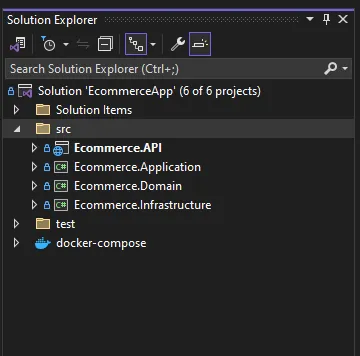 Solution Explorer
Search Solution Explorer (Ctrl+;)
Solution 'EcommerceApp' (6 of 6 projects)
Solution Items
src
Ecommerce.API
C# Ecommerce.Application
C# Ecommerce.Domain
C# Ecommerce.Infrastructure
test
docker-compose